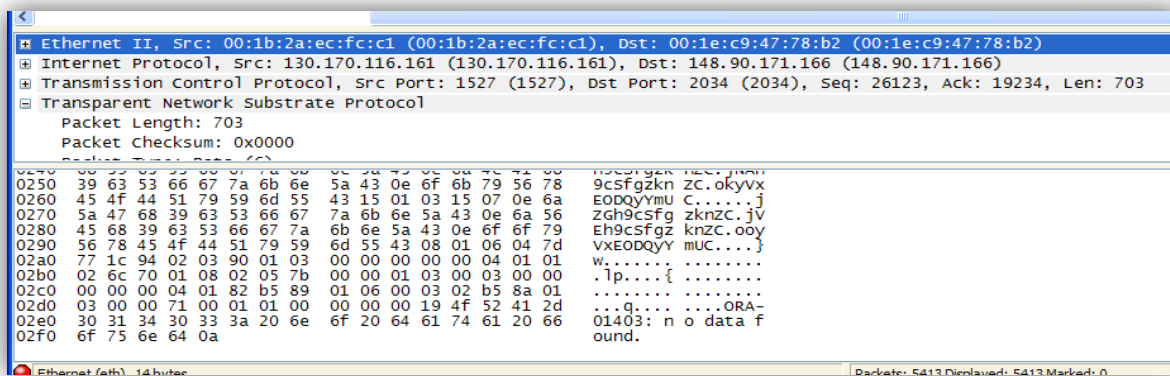 Ethernet II, Src: 00:1b:2a:ec:fc:c1 (00:1b:2a:ec:fc:c1), Dst: 00:1e:c9:47:78:b2 (00:1e:c9:47:78:b2)
Internet Protocol, Src: 130.170.116.161 (130.170.116.161), Dst: 148.90.171.166 (148.90.171.166)
Transmission Control Protocol, Src Port: 1527 (1527), Dst Port: 2034 (2034), Seq: 26123, Ack: 19234, Len: 703
Transparent Network Substrate Protocol
Packet Length: 703
Packet Checksum: 0x0000
0250 39 63 53 66 67 7a 6b 6e 5a 43 0e 6f 6b 79 56 78 9cSfgzkn ZC.okyVx
0260 45 4f 44 51 79 59 6d 55 43 15 01 03 15 07 0e 6a EODQyYmU C......j
0270 5a 47 68 39 63 53 66 67 7a 6b 6e 5a 43 0e 6a 56 ZGh9cSfg zknZC.jV
0280 45 68 39 63 53 66 67 7a 6b 6e 5a 43 0e 6f 6f 79 Eh9cSfgz knZC.ooy
0290 56 78 45 4f 44 51 79 59 6d 55 43 08 01 06 04 7d VxEODQyY mUC....}
02a0 77 1c 94 02 03 90 01 03 00 00 00 00 00 04 01 01 w....... ........
02b0 02 6c 70 01 08 02 05 7b 00 00 01 03 00 03 00 00 .lp....{ ........
02c0 00 00 00 04 01 82 b5 89 01 06 00 03 02 b5 8a 01 ........ ........
02d0 03 00 00 71 00 01 01 00 00 00 00 19 4f 52 41 2d ...q.... ....ORA-
02e0 30 31 34 30 33 3a 20 6e 6f 20 64 61 74 61 20 66 01403: n o data f
02f0 6f 75 6e 64 0a ound.
Ethernet (eth), 14 bytes Packets: 5413 Displayed: 5413 Marked: 0